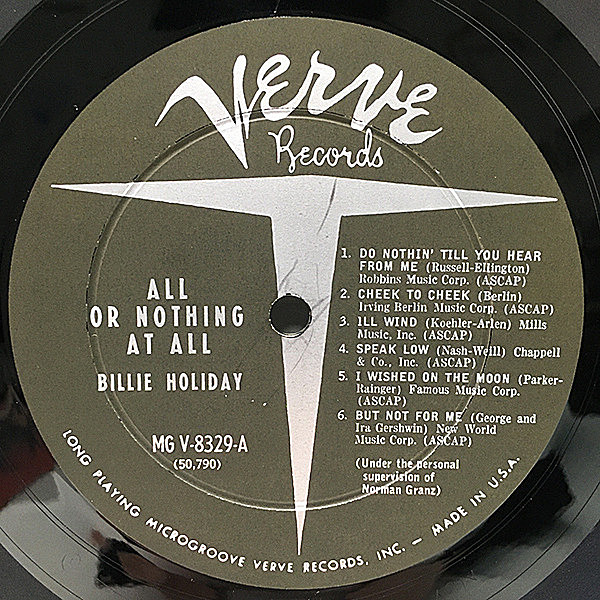 VERVE
Records
ALL
OR NOTHING
AT ALL
BILLIE HOLIDAY
MG V-8329-A
(50,790)
1. DO NOTHIN' TILL YOU HEAR
FROM ME (Russell-Ellington)
Robbins Music Corp. (ASCAP)
2. CHEEK TO CHEEK (Berlin)
Irving Berlin Music Corp. (ASCAP)
3. ILL WIND (Koehler-Arlen) Mills
Music, Inc. (ASCAP)
4. SPEAK LOW (Nash-Weill) Chappell
& Co., Inc. (ASCAP)
5. I WISHED ON THE MOON (Parker-
Rainger) Famous Music Corp.
(ASCAP)
6. BUT NOT FOR ME (George and
Ira Gershwin) New World
Music Corp. (ASCAP)
(Under the personal
supervision of
Norman Granz)
LONG PLAYING MICROGROOVE VERVE RECORDS, INC. – MADE IN U.S.A.